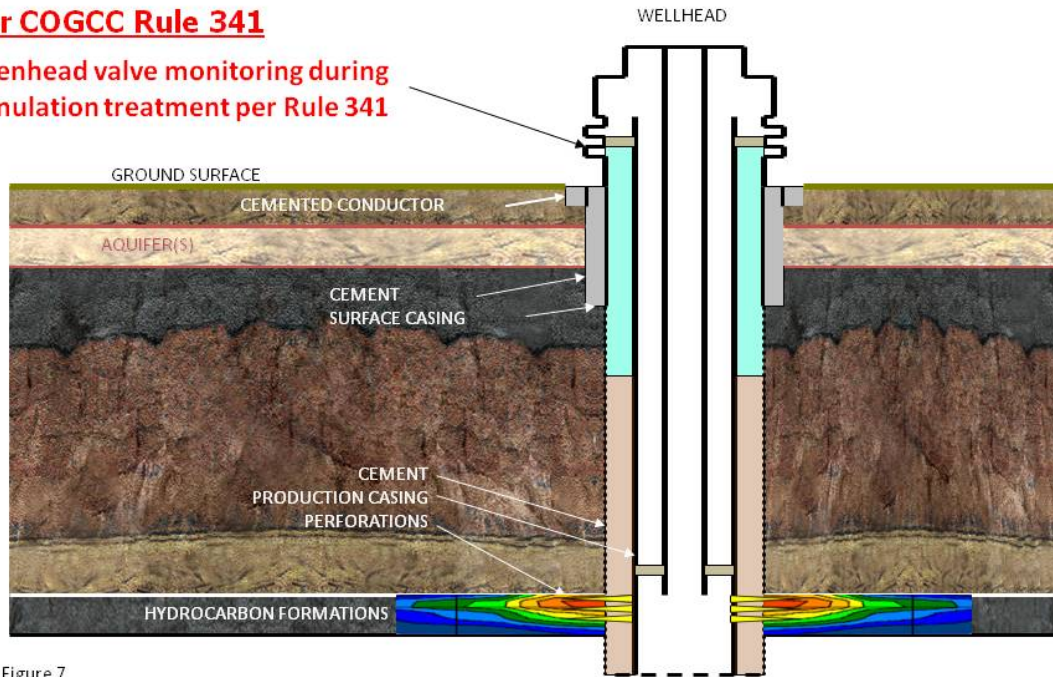 r COGCC Rule 341
enhead valve monitoring during
nulation treatment per Rule 341
WELLHEAD
GROUND SURFACE
CEMENTED CONDUCTOR
AQUIFER(S)
CEMENT
SURFACE CASING
CEMENT
PRODUCTION CASING
PERFORATIONS
HYDROCARBON FORMATIONS
Figure 7